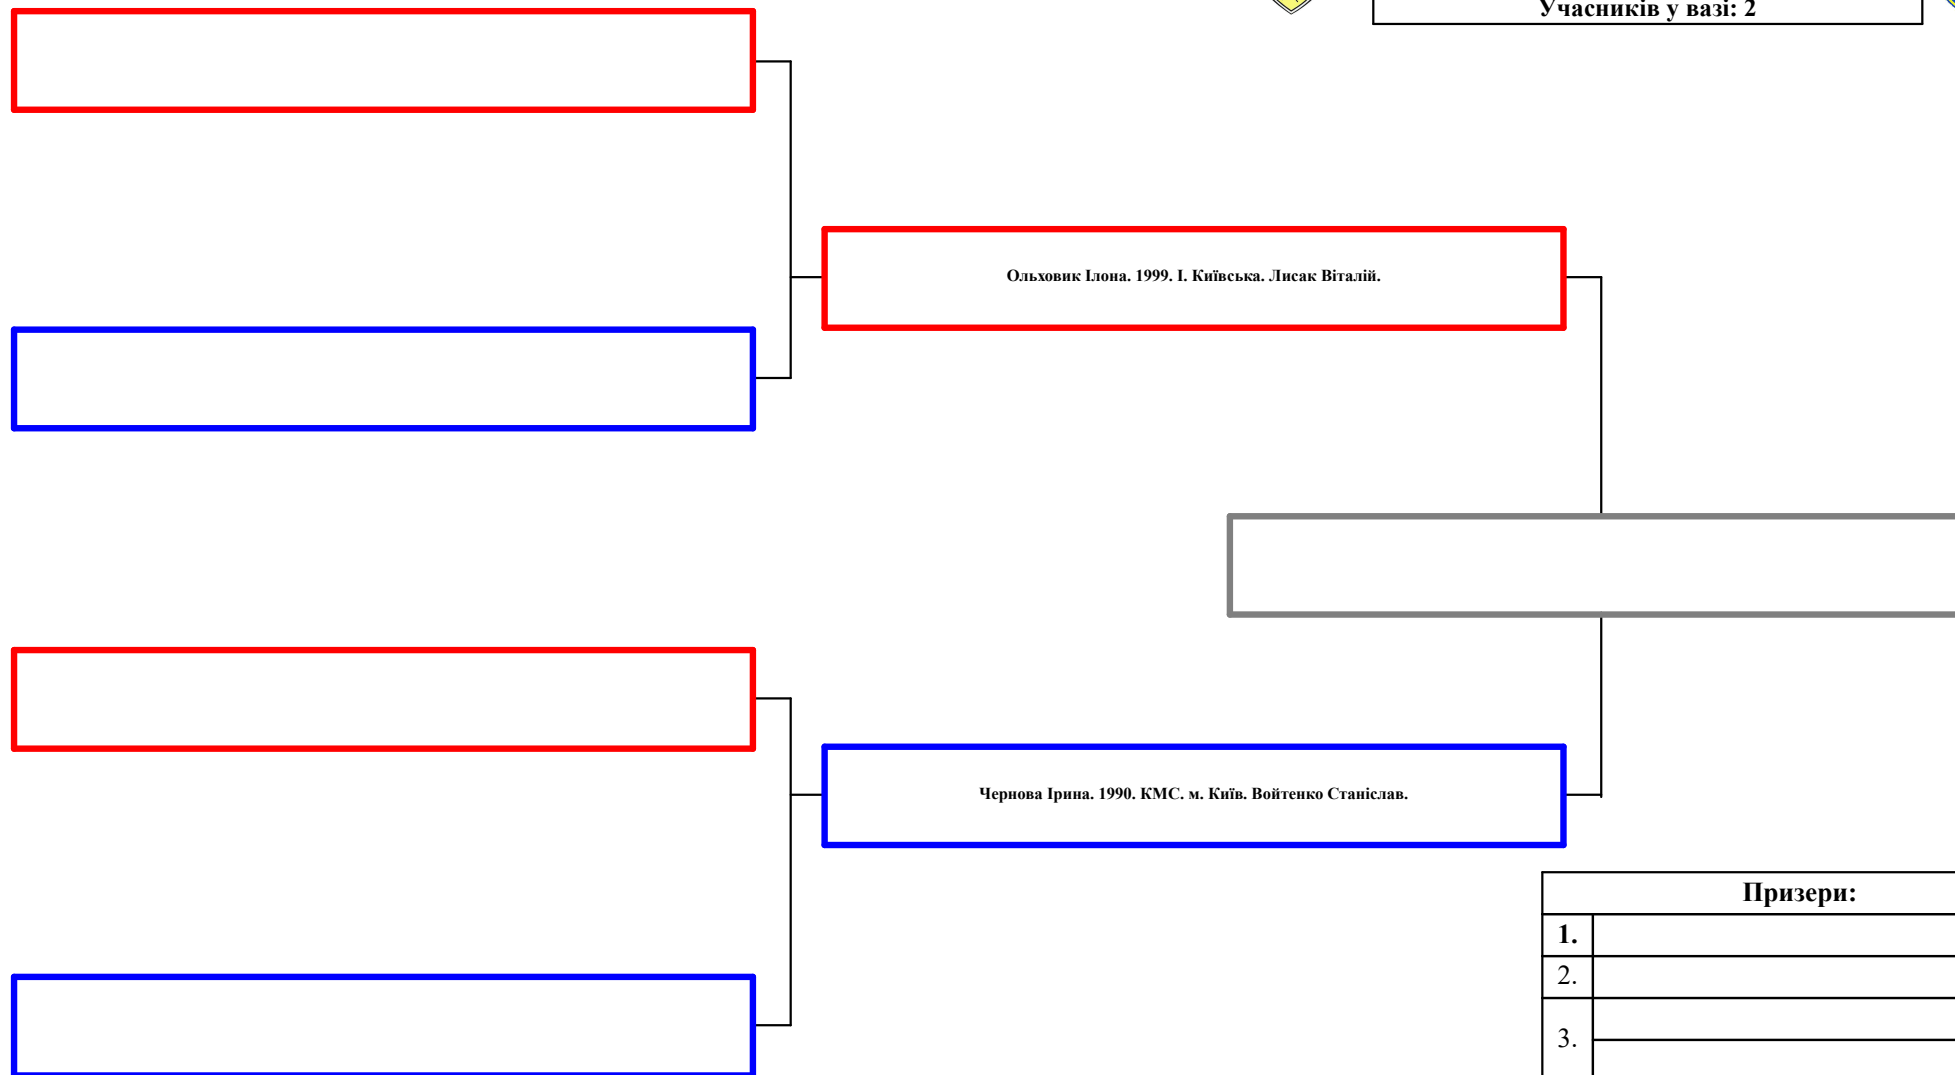 Учасників у вазі: 2
Ольховик Ілона. 1999. І. Київська. Лисак Віталій.
Чернова Ірина. 1990. КМС. м. Київ. Войтенко Станіслав.
Призери:
1.
2.
3.